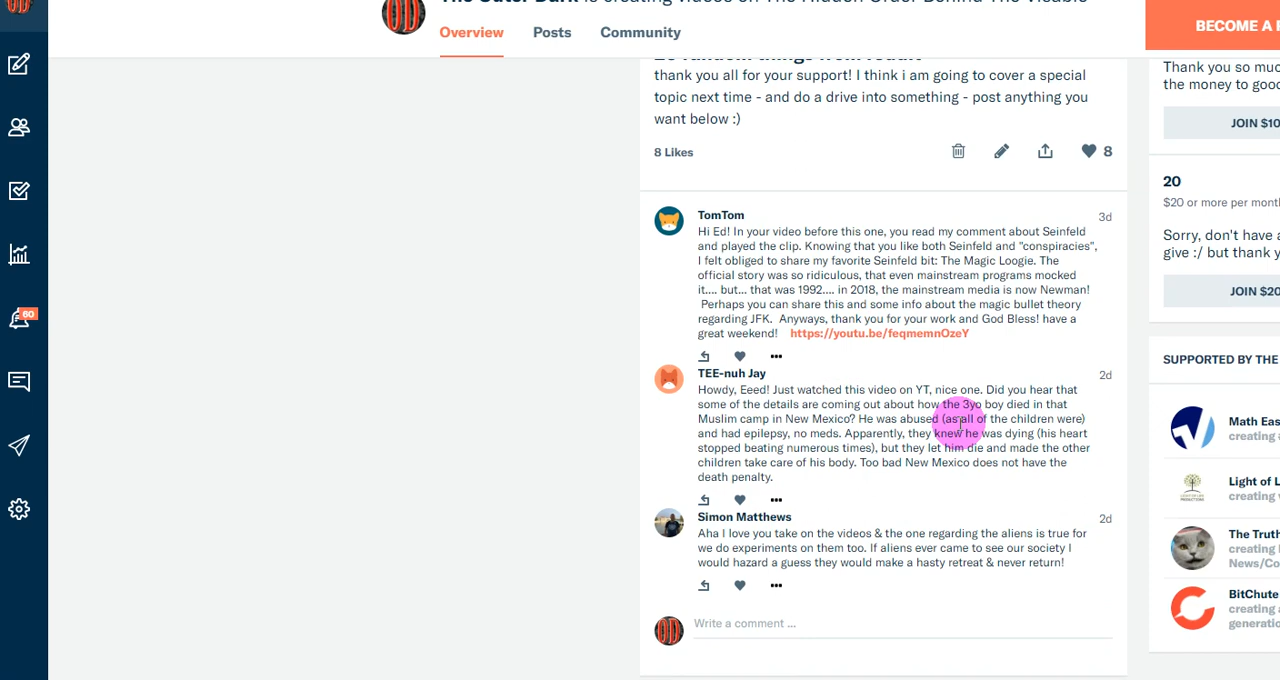 The Outer Dark is creating videos on The Hidden Order Behind The Visable
BECOME A
Overview Posts Community
thank you all for your support! I think i am going to cover a special
topic next time - and do a drive into something - post anything you
want below :)
8 Likes
8
TomTom
3d
Hi Ed! In your video before this one, you read my comment about Seinfeld
and played the clip. Knowing that you like both Seinfeld and "conspiracies",
I felt obliged to share my favorite Seinfeld bit: The Magic Loogie. The
official story was so ridiculous, that even mainstream programs mocked
it.... but... that was 1992.... in 2018, the mainstream media is now Newman!
Perhaps you can share this and some info about the magic bullet theory
regarding JFK. Anyways, thank you for your work and God Bless! have a
great weekend! https://youtu.be/feqmemnOzeY
TEE-nuh Jay
2d
Howdy, Eeed! Just watched this video on YT, nice one. Did you hear that
some of the details are coming out about how the 3yo boy died in that
Muslim camp in New Mexico? He was abused (as all of the children were)
and had epilepsy, no meds. Apparently, they knew he was dying (his heart
stopped beating numerous times), but they let him die and made the other
children take care of his body. Too bad New Mexico does not have the
death penalty.
Simon Matthews
2d
Aha I love you take on the videos & the one regarding the aliens is true for
we do experiments on them too. If aliens ever came to see our society I
would hazard a guess they would make a hasty retreat & never return!
Write a comment ...
60
Thank you so muc
the money to good
JOIN $10
20
$20 or more per mont
Sorry, don't have a
give :/ but thank y
JOIN $20
SUPPORTED BY THE
Math Eas
creating
Light of L
creating
The Truth
creating
News/Co
BitChute
creating a
generatio